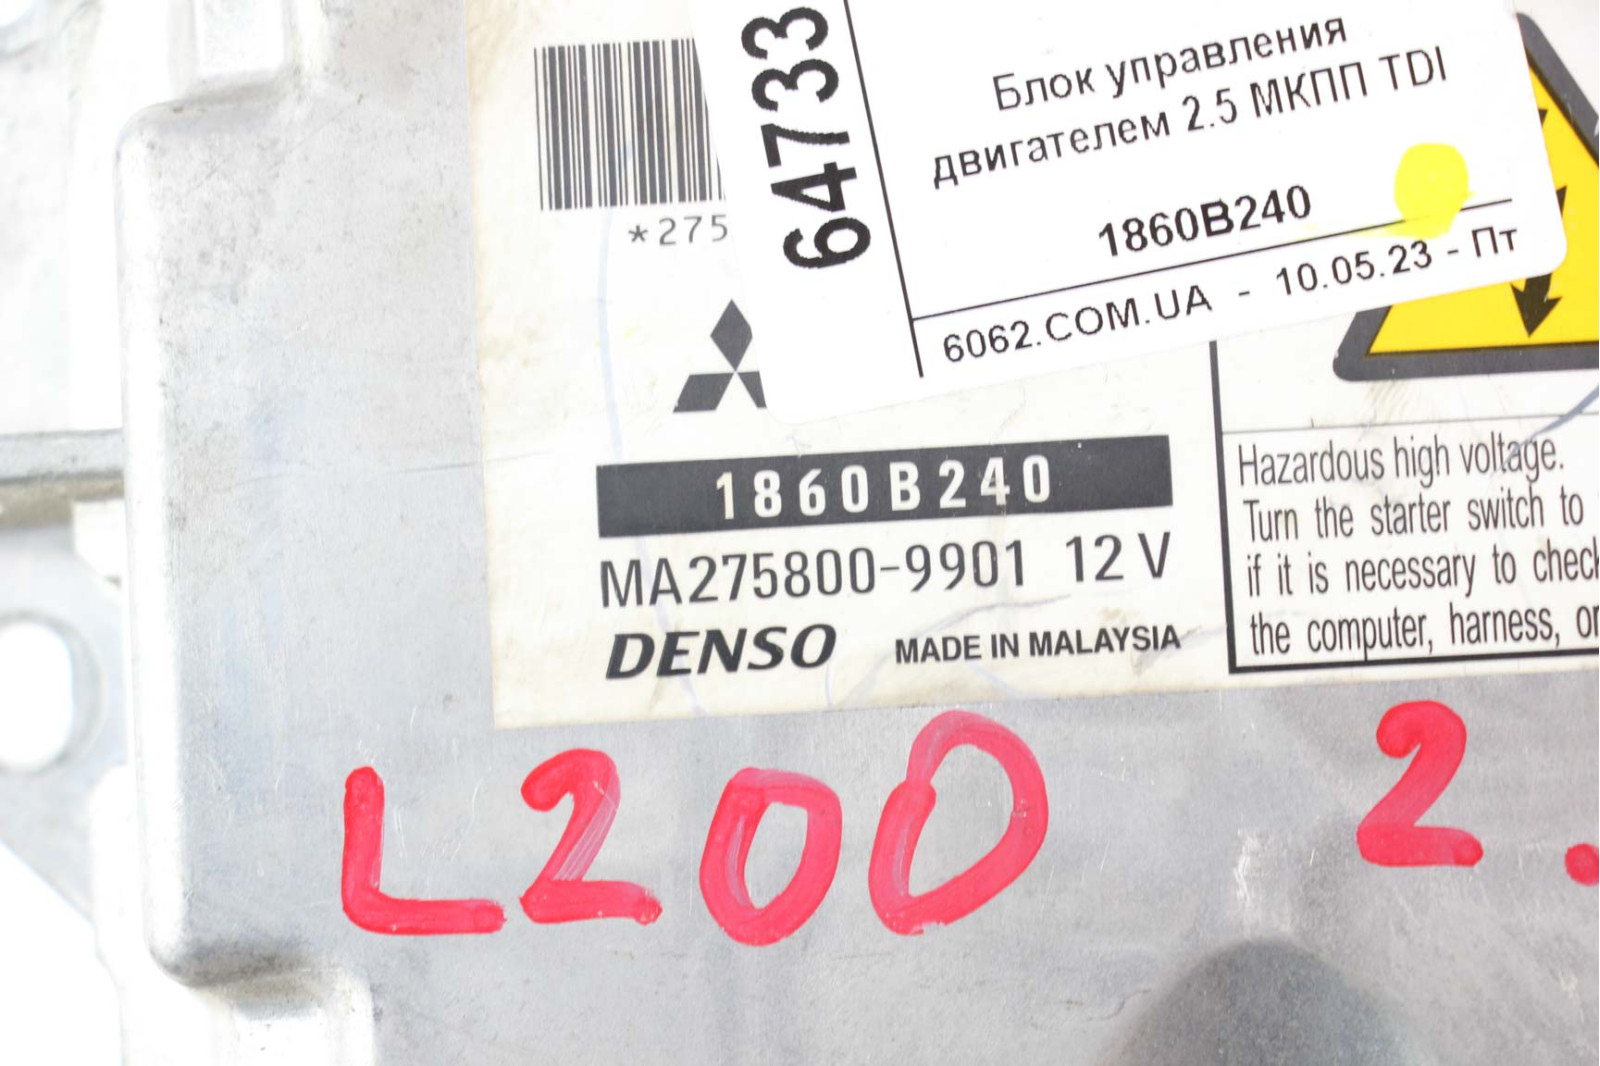 64733
Блок управления
двигателем 2.5 МКПП TDI
1860B240
6062.COM.UA - 10.05.23 - Пт
*275
1860B240
MA275800-9901 12V
DENSO MADE IN MALAYSIA
Hazardous high voltage.
Turn the starter switch to
if it is necessary to check
the computer, harness, or
L200 2.